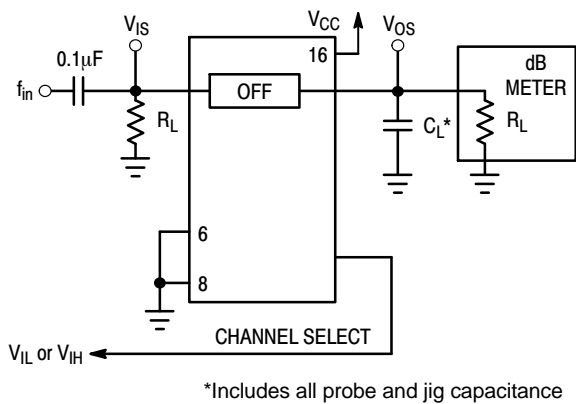 V_IS
V_CC
V_OS
0.1μF
16
dB
METER
f_in
OFF
R_L
C_L*
R_L
6
8
CHANNEL SELECT
V_IL or V_IH
*Includes all probe and jig capacitance